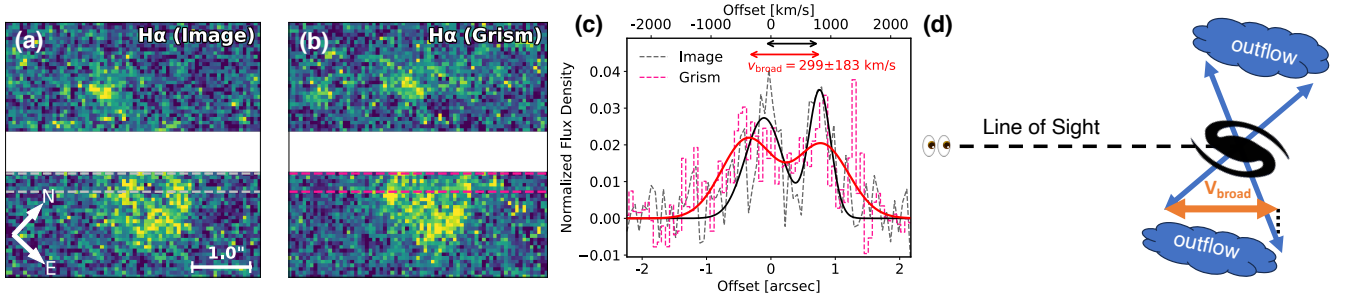 (a)
Hα (Image)
N
E
1.0"
(b)
Hα (Grism)
(c)
Offset [km/s]
-2000 -1000 0 1000 2000
Image
Grism
v_broad = 299±183 km/s
Normalized Flux Density
0.04
0.03
0.02
0.01
0.00
−0.01
-2 -1 0 1 2
Offset [arcsec]
(d)
outflow
Line of Sight
V_broad
outflow